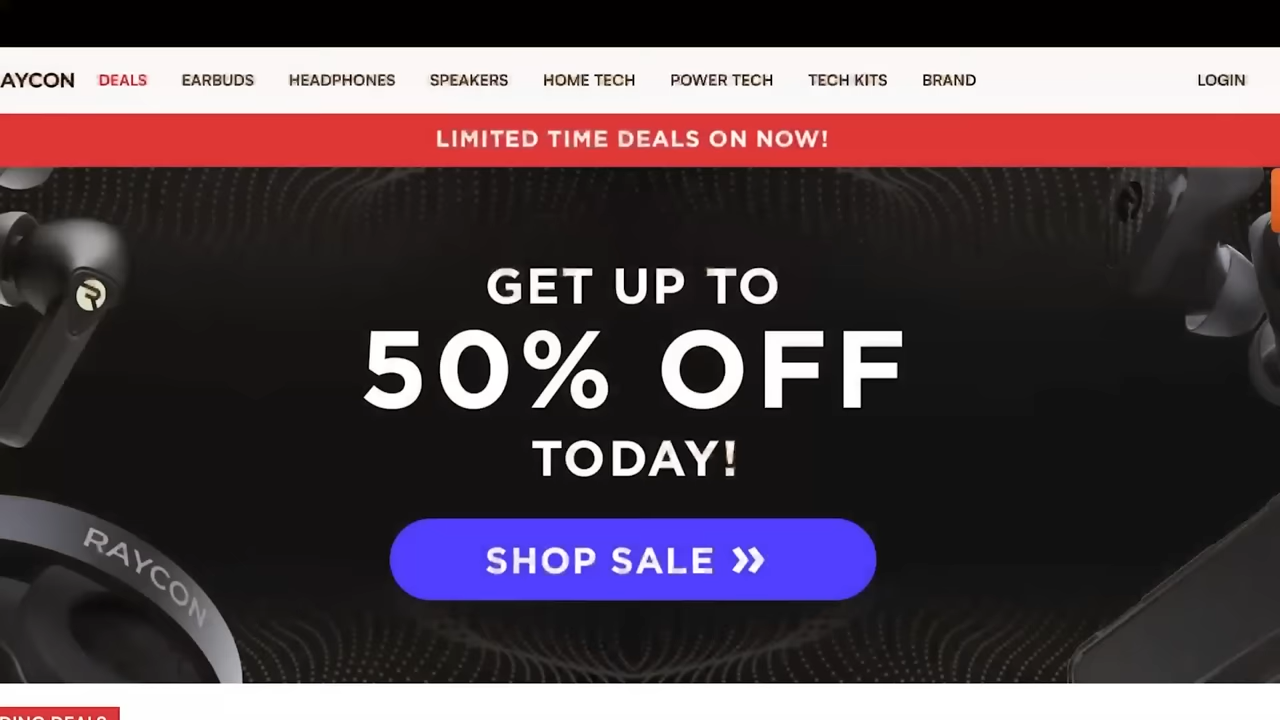 AYCON DEALS EARBUDS HEADPHONES SPEAKERS HOME TECH POWER TECH TECH KITS BRAND LOGIN
LIMITED TIME DEALS ON NOW!
GET UP TO
50% OFF
TODAY!
SHOP SALE »
RAYCON
DEALS